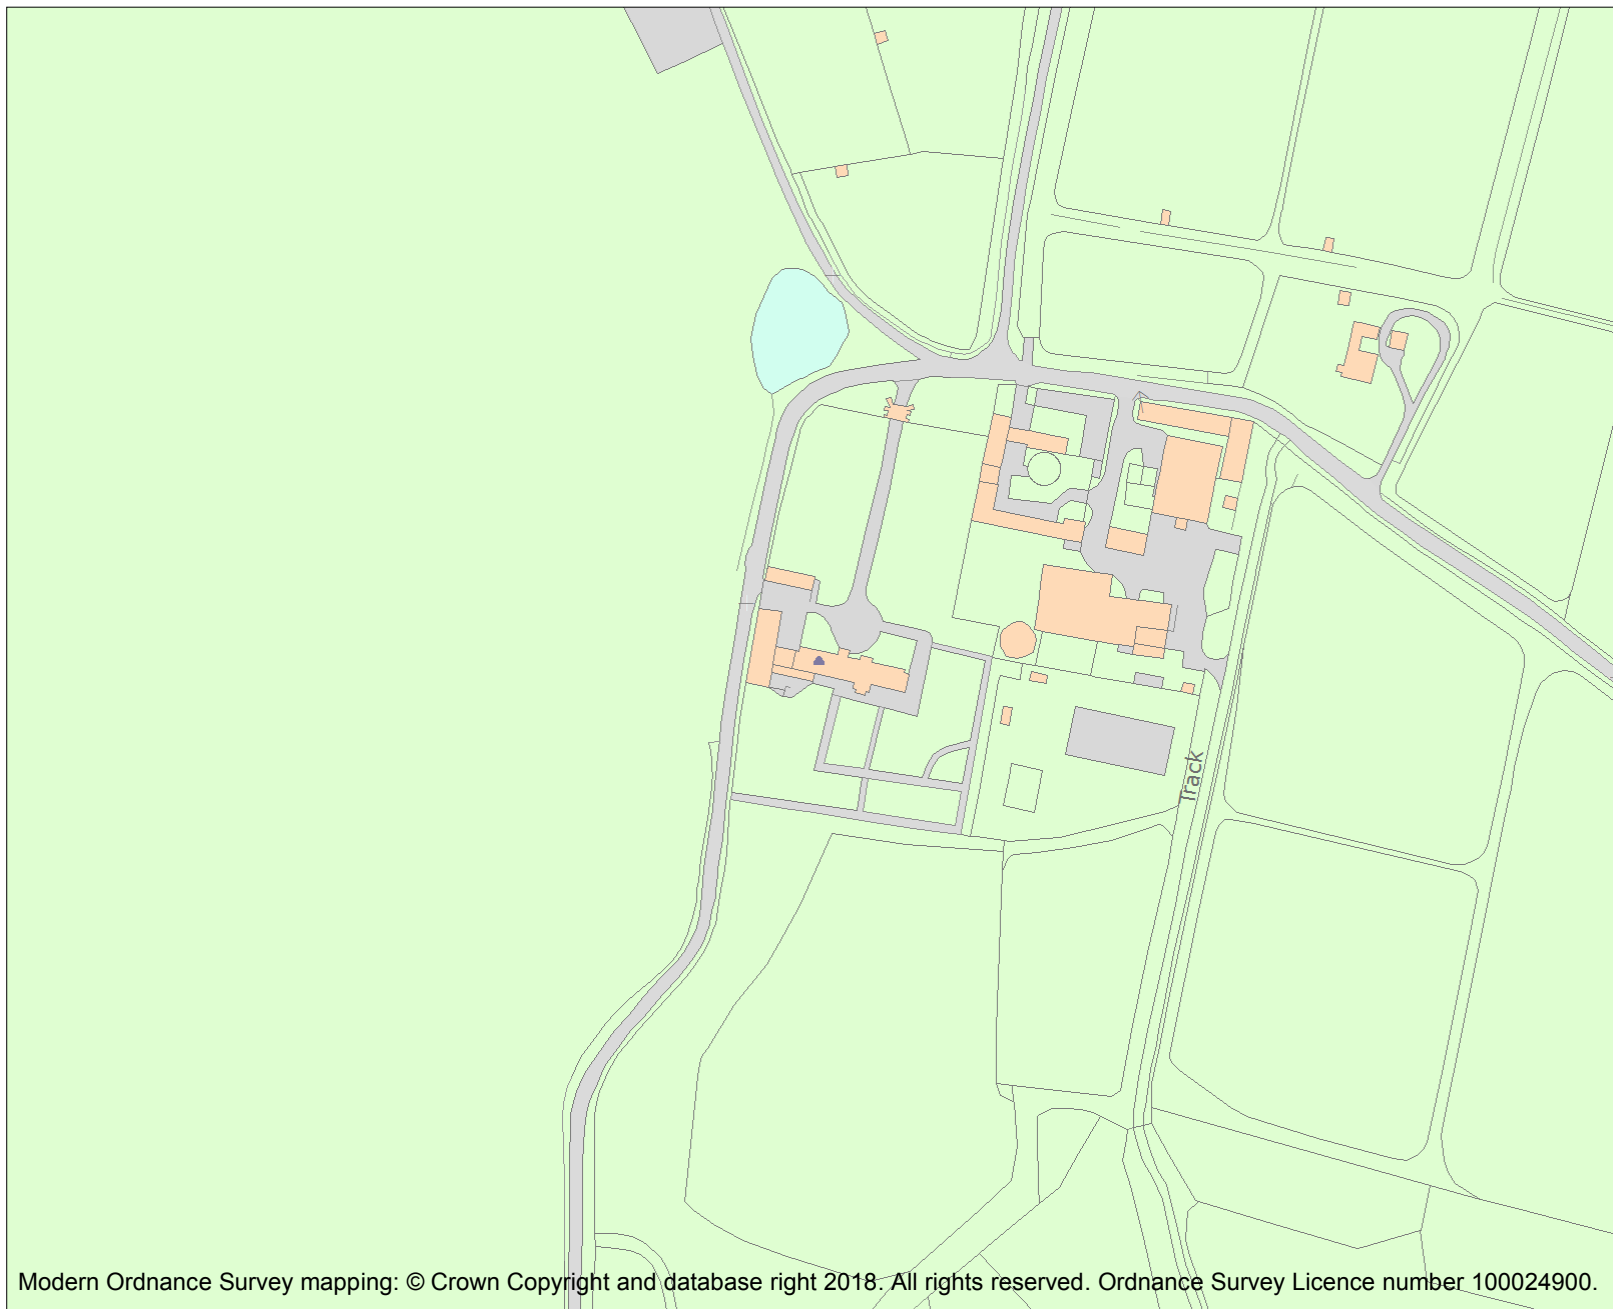 Track
Modern Ordnance Survey mapping: © Crown Copyright and database right 2018. All rights reserved. Ordnance Survey Licence number 100024900.